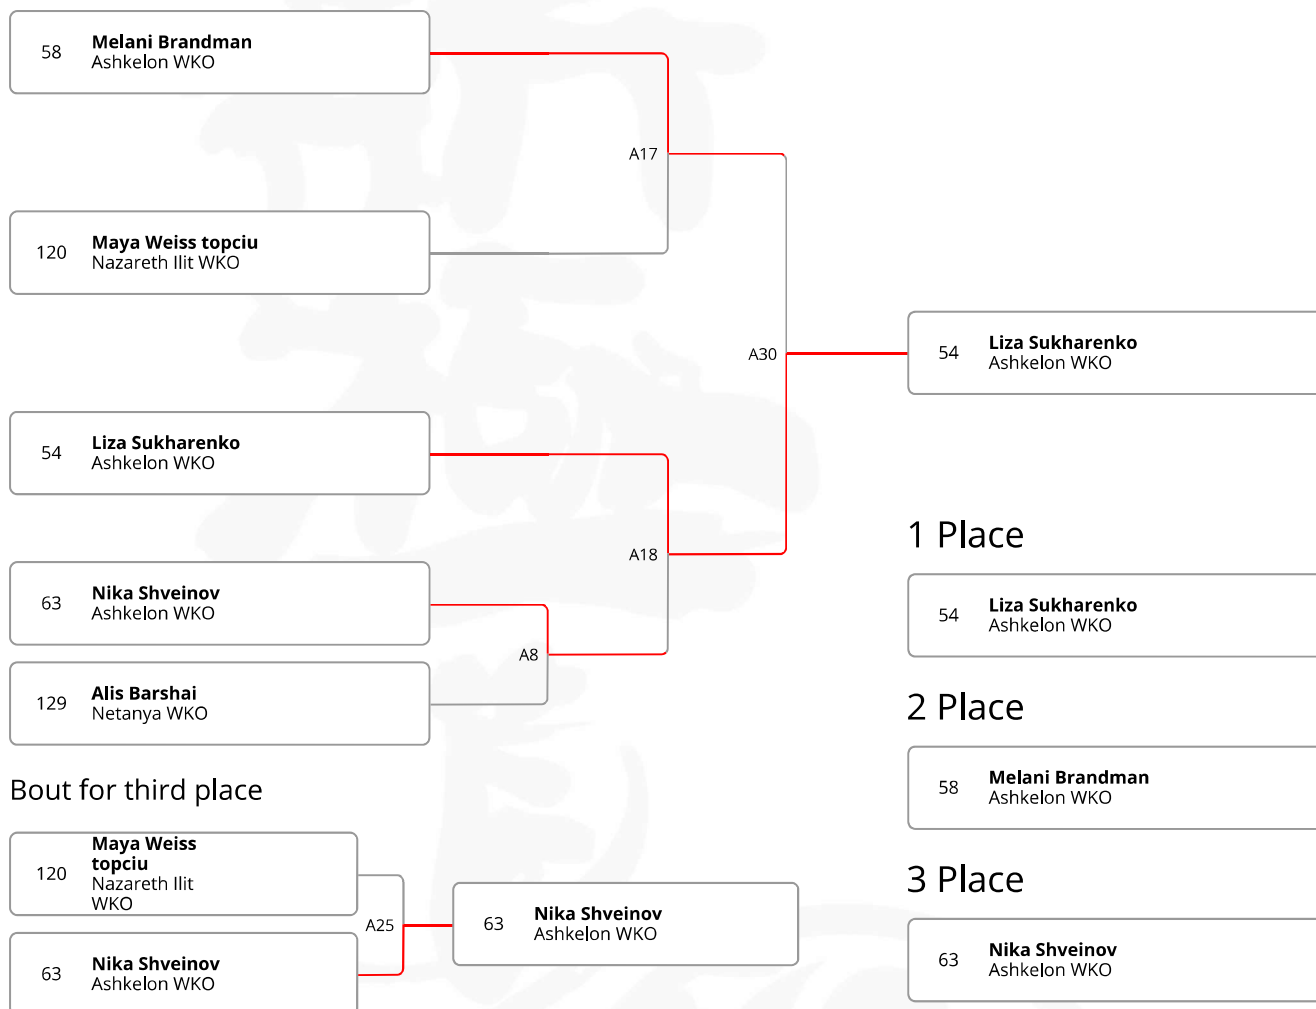 58
Melani Brandman
Ashkelon WKO
A17
120
Maya Weiss topciu
Nazareth Ilit WKO
A30
54
Liza Sukharenko
Ashkelon WKO
54
Liza Sukharenko
Ashkelon WKO
A18
63
Nika Shveinov
Ashkelon WKO
A8
129
Alis Barshai
Netanya WKO
1 Place
54
Liza Sukharenko
Ashkelon WKO
2 Place
58
Melani Brandman
Ashkelon WKO
Bout for third place
120
Maya Weiss
topciu
Nazareth Ilit
WKO
A25
63
Nika Shveinov
Ashkelon WKO
63
Nika Shveinov
Ashkelon WKO
3 Place
63
Nika Shveinov
Ashkelon WKO